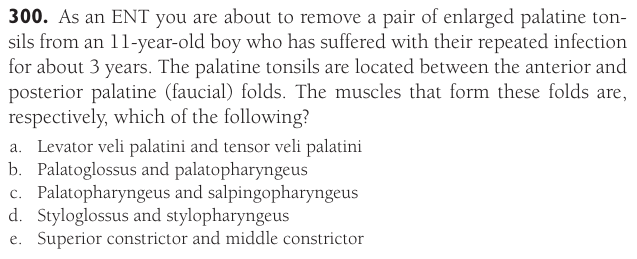 300. As an ENT you are about to remove a pair of enlarged palatine ton-
sils from an 11-year-old boy who has suffered with their repeated infection
for about 3 years. The palatine tonsils are located between the anterior and
posterior palatine (faucial) folds. The muscles that form these folds are,
respectively, which of the following?
a. Levator veli palatini and tensor veli palatini
b. Palatoglossus and palatopharyngeus
c. Palatopharyngeus and salpingopharyngeus
d. Styloglossus and stylopharyngeus
e. Superior constrictor and middle constrictor